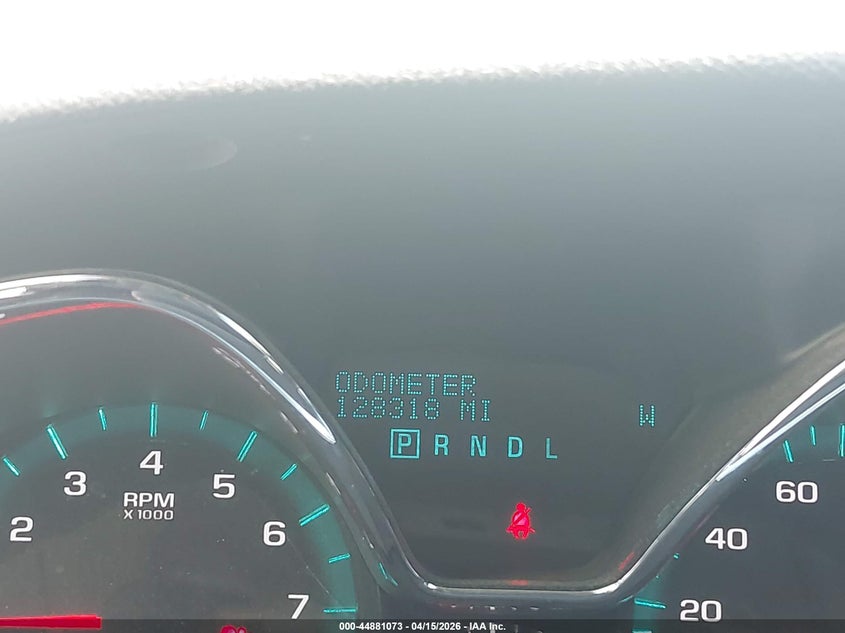 ODOMETER
128318 MI
W
P R N D L
2 3 4 5 6 7
RPM
X 1000
60
40
20
000-44881073 - 04/15/2026 - IAA Inc.